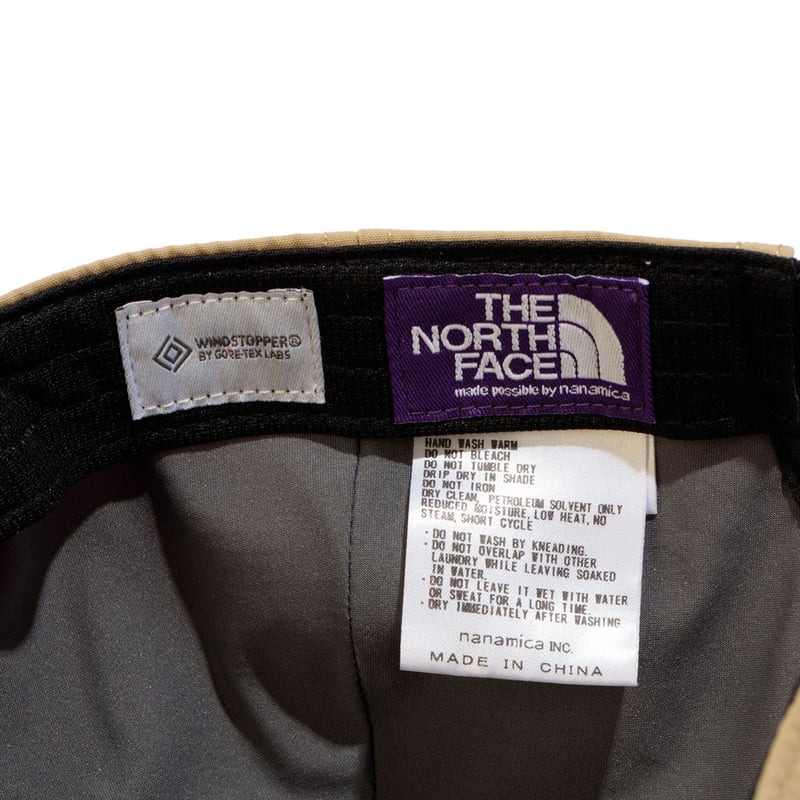 WINDSTOPPER®
BY GORE-TEX LABS
THE
NORTH
FACE
made possible by nanamica
HAND WASH WARM
DO NOT BLEACH
DO NOT TUMBLE DRY
DRIP DRY IN SHADE
DO NOT IRON
DRY CLEAN, PETROLEUM SOLVENT ONLY
REDUCED MOISTURE, LOW HEAT, NO
STEAM, SHORT CYCLE
・DO NOT WASH BY KNEADING.
・DO NOT OVERLAP WITH OTHER
LAUNDRY WHILE LEAVING SOAKED
IN WATER.
・DO NOT LEAVE IT WET WITH WATER
OR SWEAT FOR A LONG TIME.
・DRY IMMEDIATELY AFTER WASHING.
nanamica INC.
MADE IN CHINA